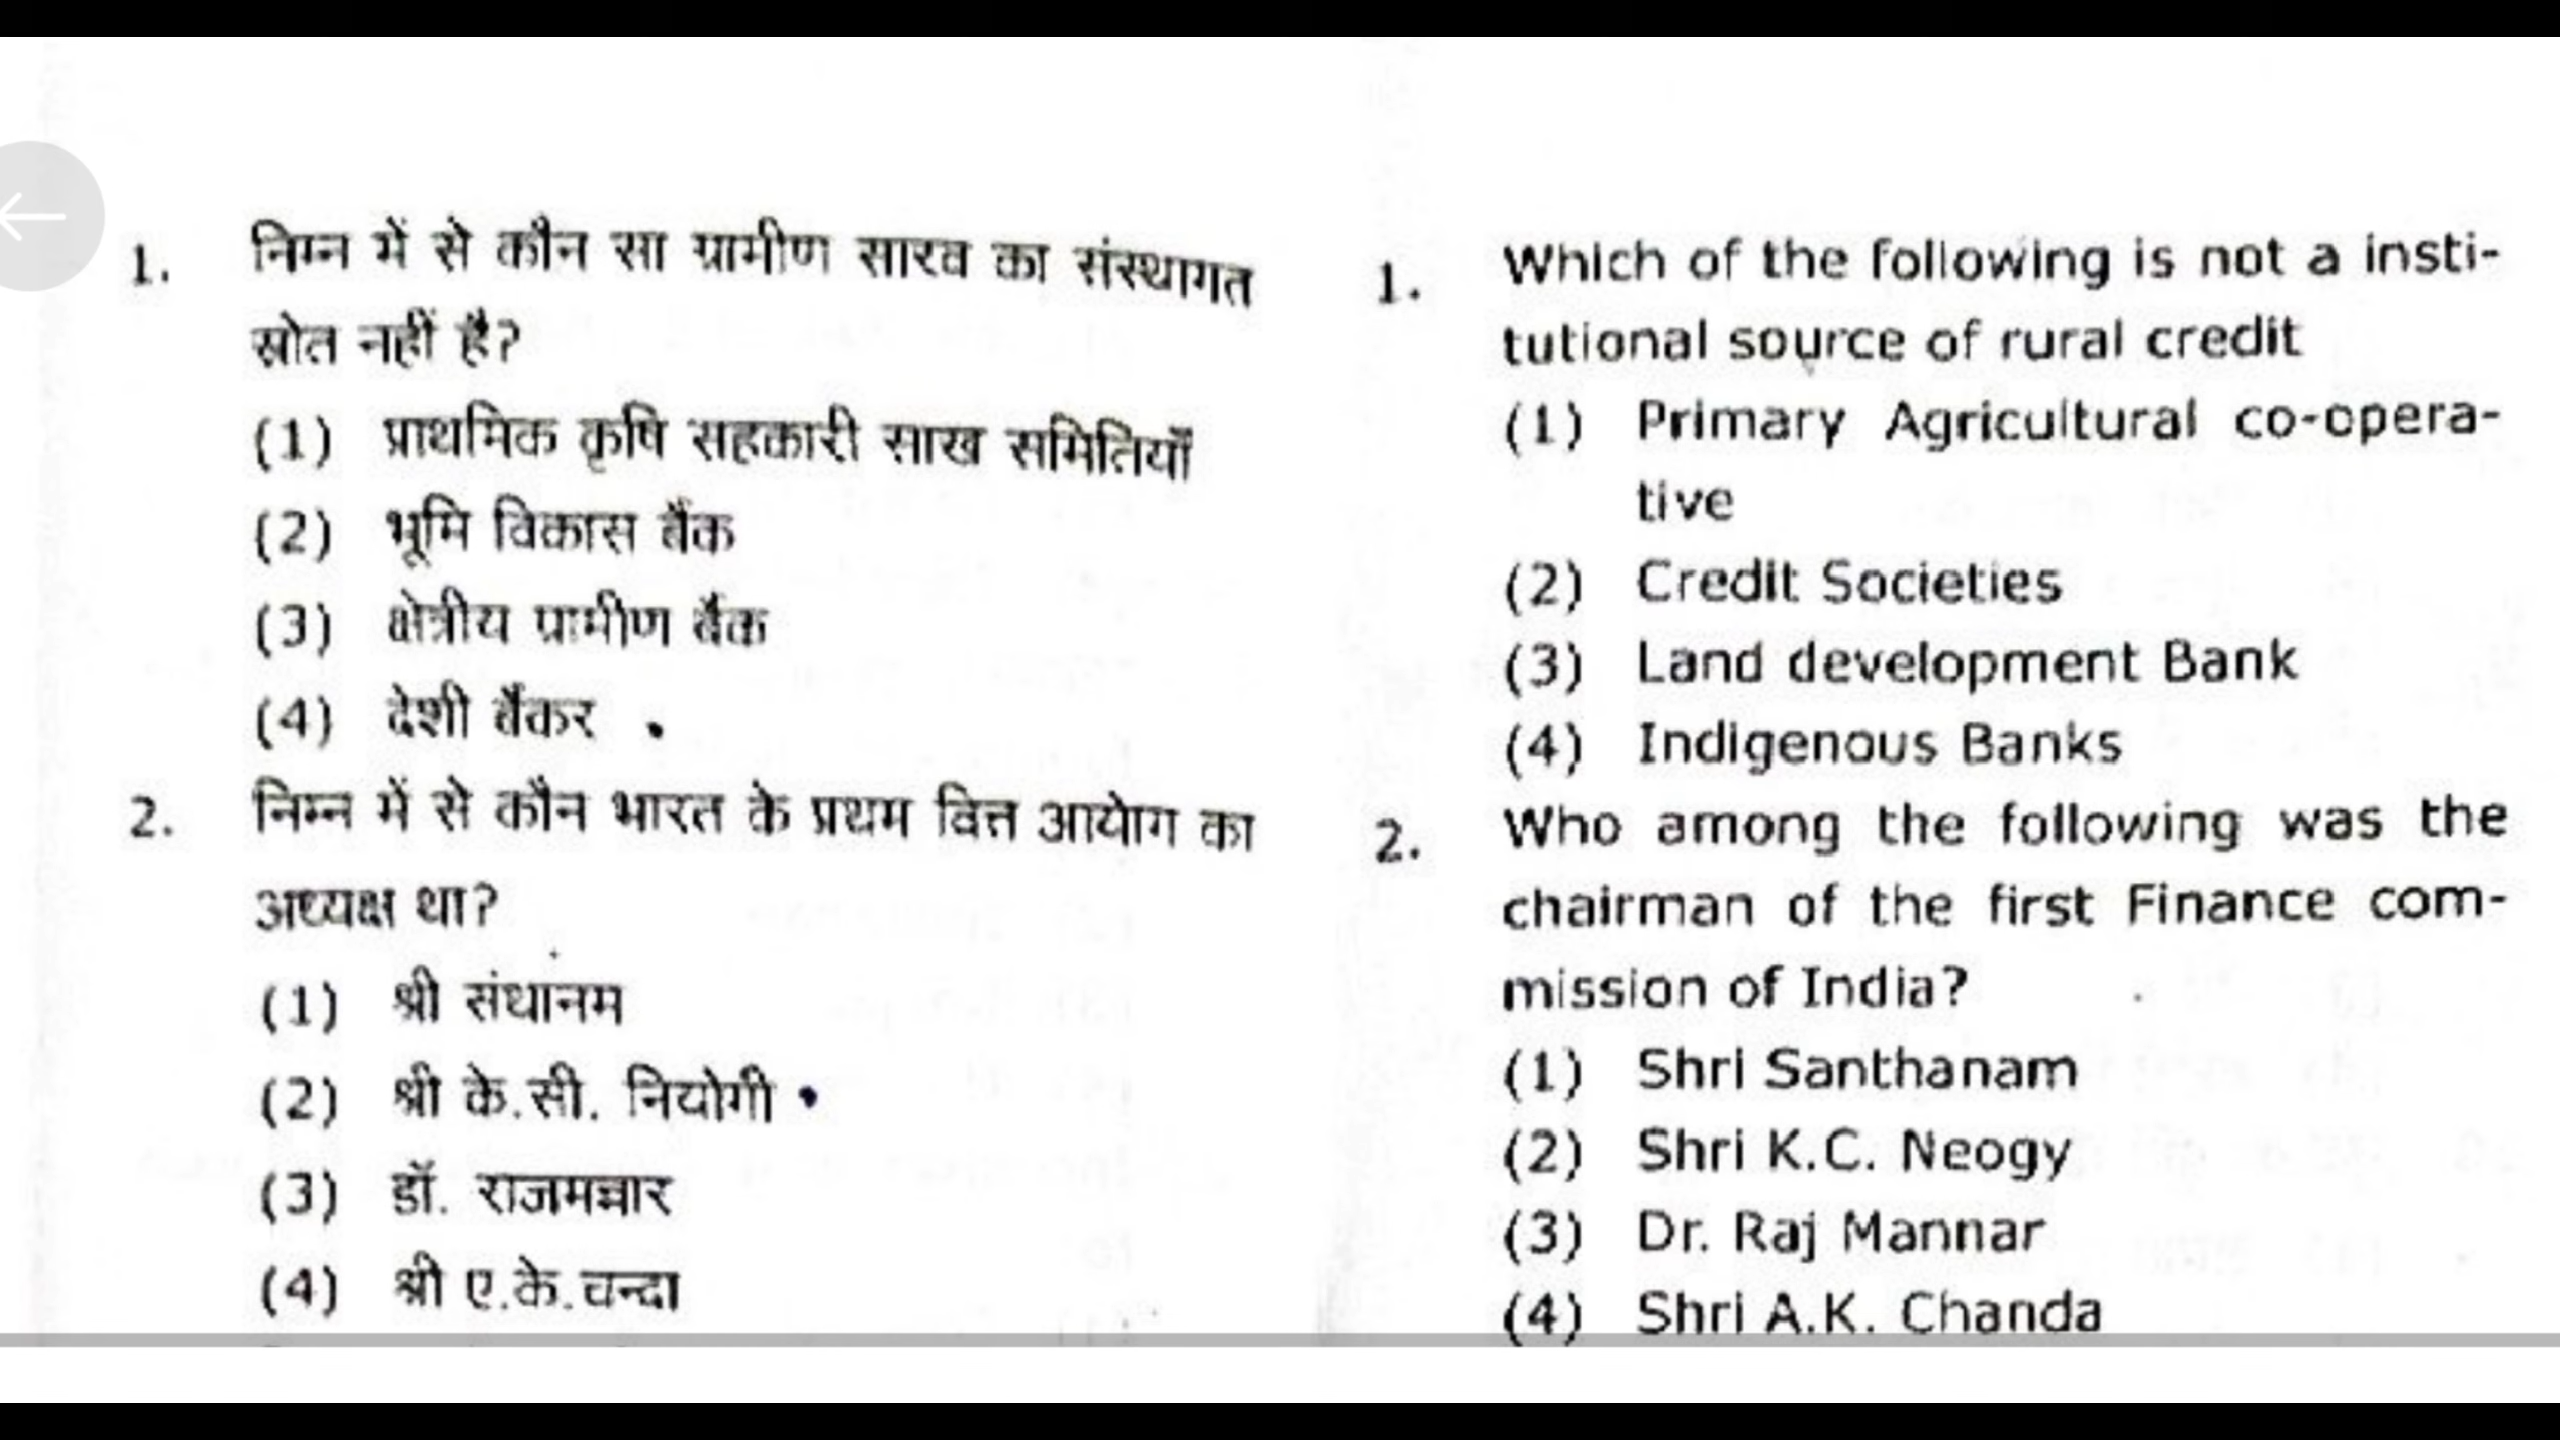 1. निम्न में से कौन सा ग्रामीण सारव का संस्थागत
स्रोत नहीं है?
(1) प्राथमिक कृषि सहकारी साख समितियाँ
(2) भूमि विकास बैंक
(3) क्षेत्रीय ग्रामीण बैंक
(4) देशी बैंकर
2. निम्न में से कौन भारत के प्रथम वित्त आयोग का
अध्यक्ष था?
(1) श्री संथानम
(2) श्री के.सी. नियोगी
(3) डॉ. राजमन्नार
(4) श्री ए.के.चन्दा
1. Which of the following is not a insti-
tutional source of rural credit
(1) Primary Agricultural co-opera-
tive
(2) Credit Societies
(3) Land development Bank
(4) Indigenous Banks
2. Who among the following was the
chairman of the first Finance com-
mission of India?
(1) Shri Santhanam
(2) Shri K.C. Neogy
(3) Dr. Raj Mannar
(4) Shri A.K. Chanda